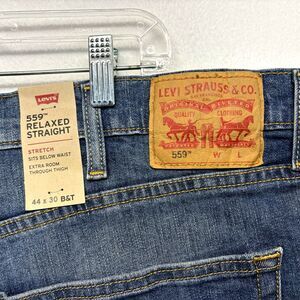 Levi's
559™
RELAXED
STRAIGHT
STRETCH
SITS BELOW WAIST
EXTRA ROOM
THROUGH THIGH
44 x 30 B&T
LEVI STRAUSS & CO.
QUALITY
CLOTHING
559™ W L